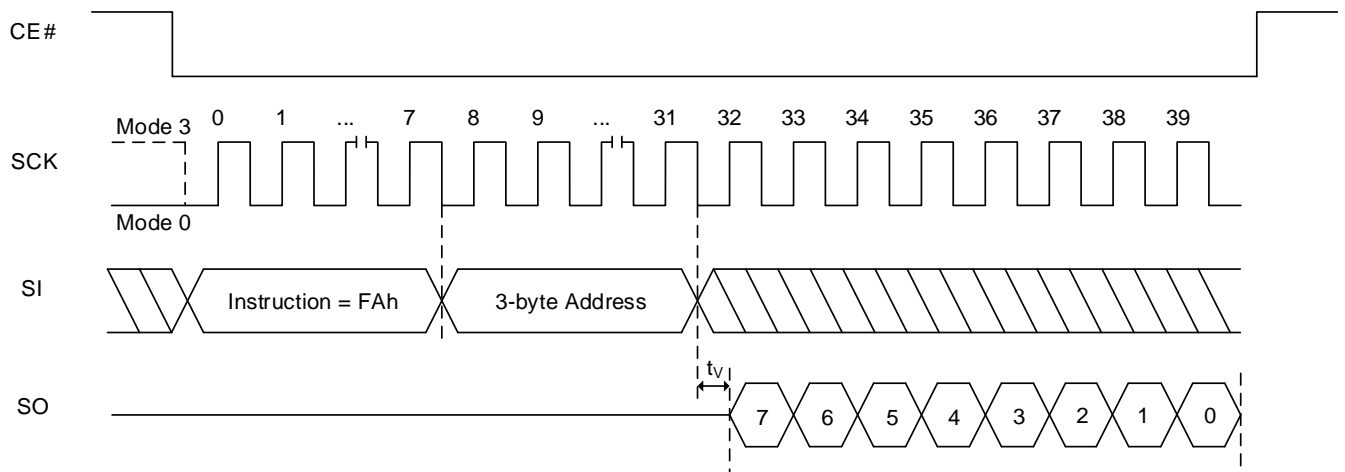 CE#
Mode 3 0 1 ... 7 8 9 ... 31 32 33 34 35 36 37 38 39
SCK
Mode 0
SI Instruction = FAh 3-byte Address
tV
SO 7 6 5 4 3 2 1 0